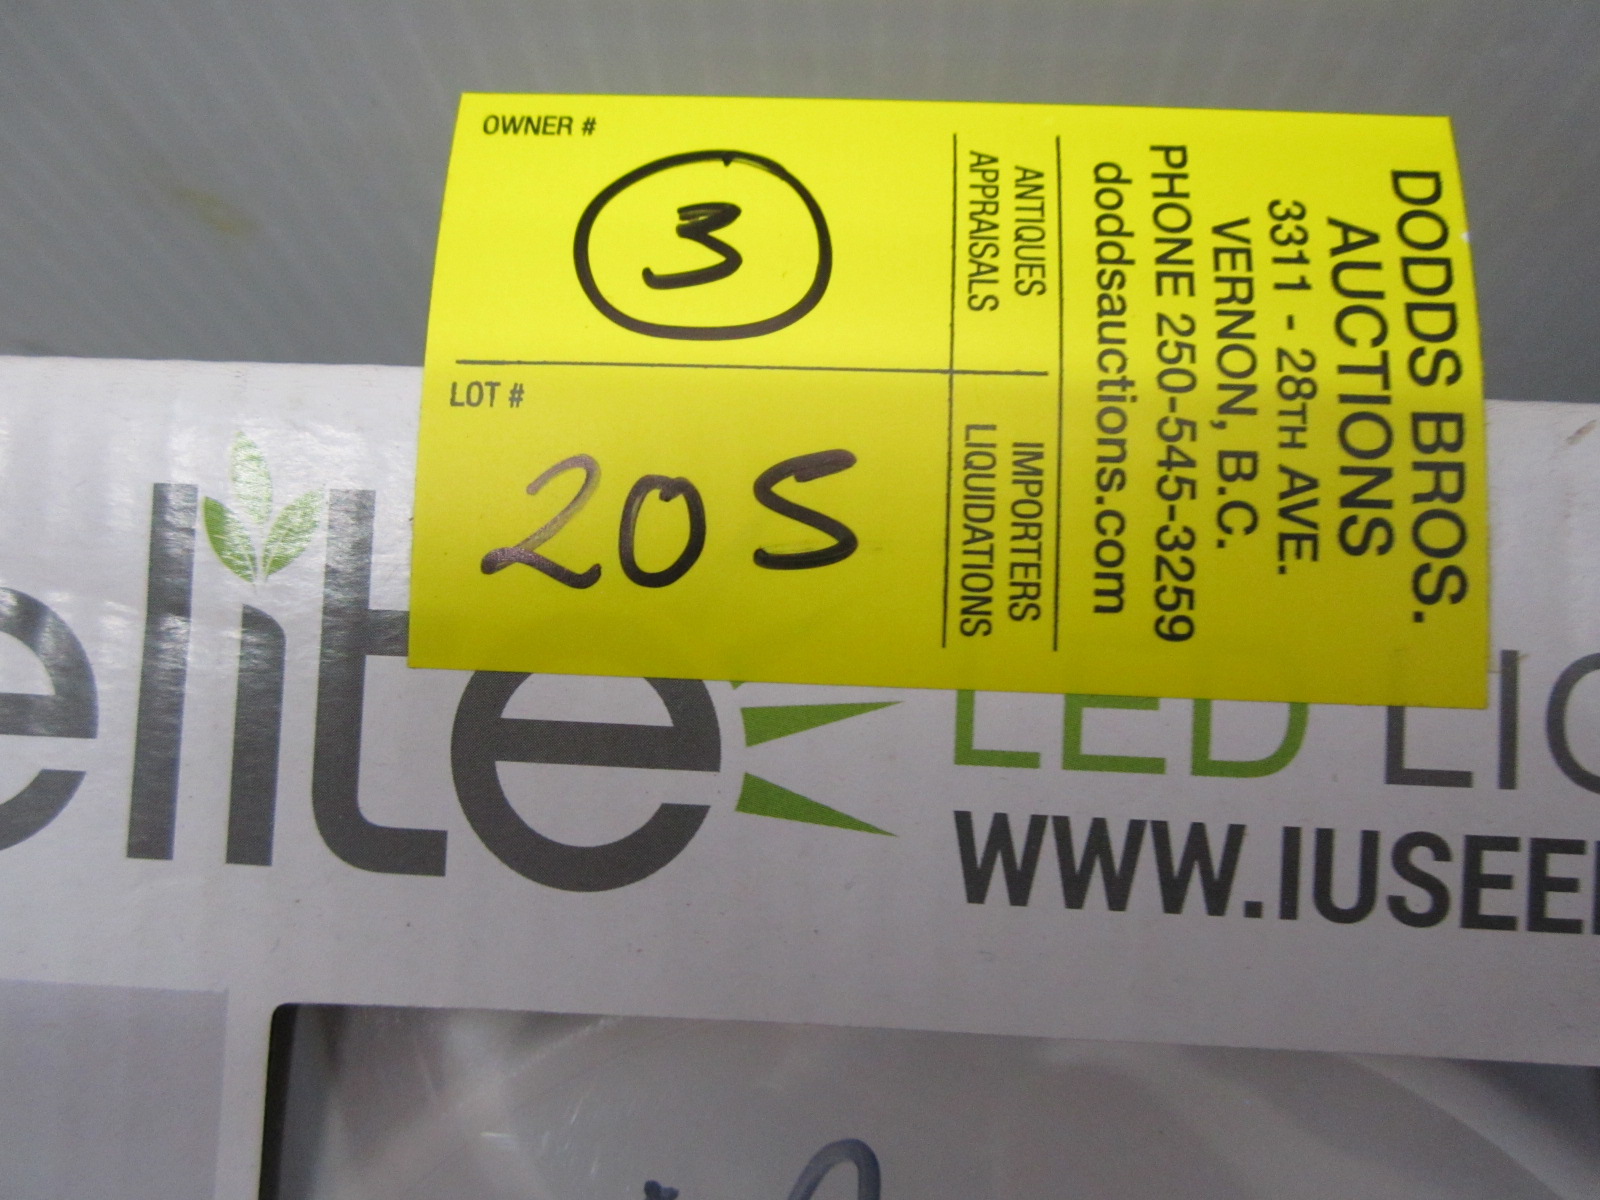 OWNER #
3
LOT #
205
ANTIQUES
APPRAISALS
IMPORTERS
LIQUIDATIONS
DODDS BROS.
AUCTIONS
3311 - 28TH AVE.
VERNON, B.C.
PHONE 250-545-3259
doddsauctions.com
elite
LED
WWW.IUSEE